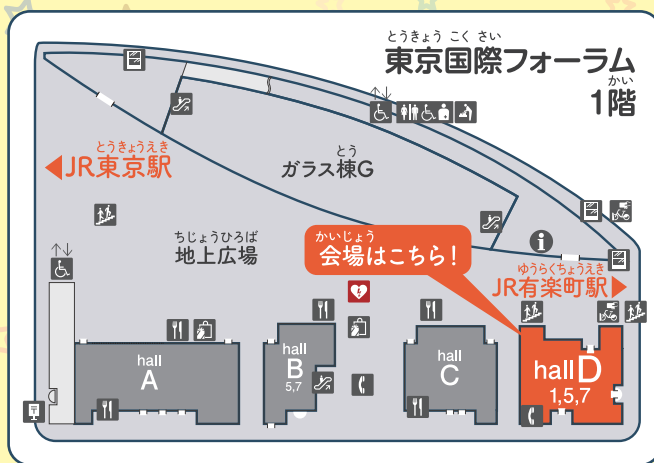 とうきょう こく さい
東京国際フォーラム
かい
1階
とうきょうえき
JR東京駅
とう
ガラス棟G
ちじょうひろば
地上広場
かいじょう
会場はこちら！
i
ゆうらくちょうえき
JR有楽町駅
hall
A
hall
B
5,7
hall
C
hall D
1,5,7